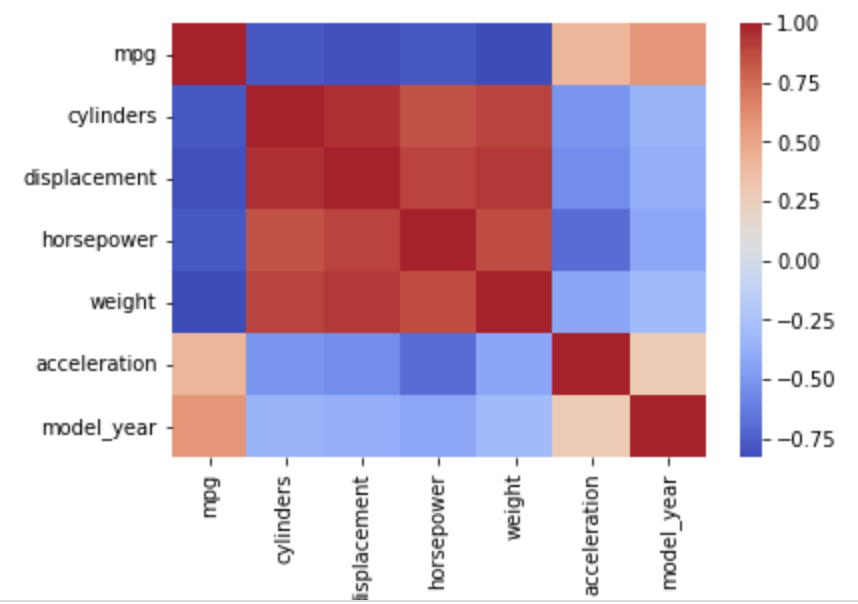 mpg
cylinders
displacement
horsepower
weight
acceleration
model_year
1.00
0.75
0.50
0.25
0.00
−0.25
−0.50
−0.75
mpg
cylinders
isplacement
horsepower
weight
acceleration
model_year